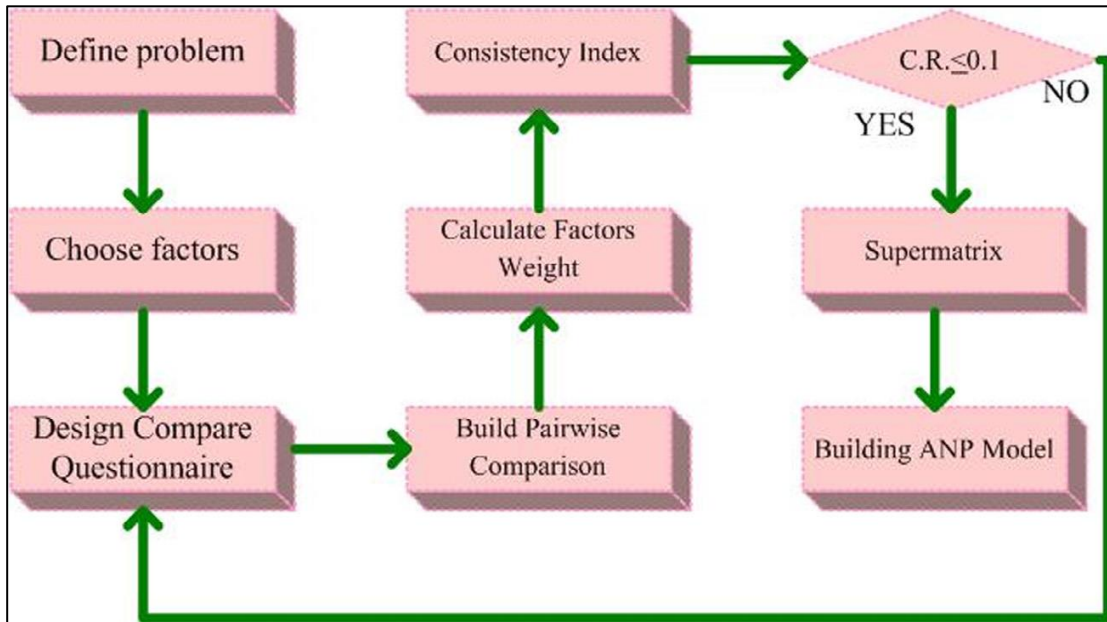 Define problem
Choose factors
Design Compare
Questionnaire
Build Pairwise
Comparison
Calculate Factors
Weight
Consistency Index
C.R.≤0.1
YES
NO
Supermatrix
Building ANP Model